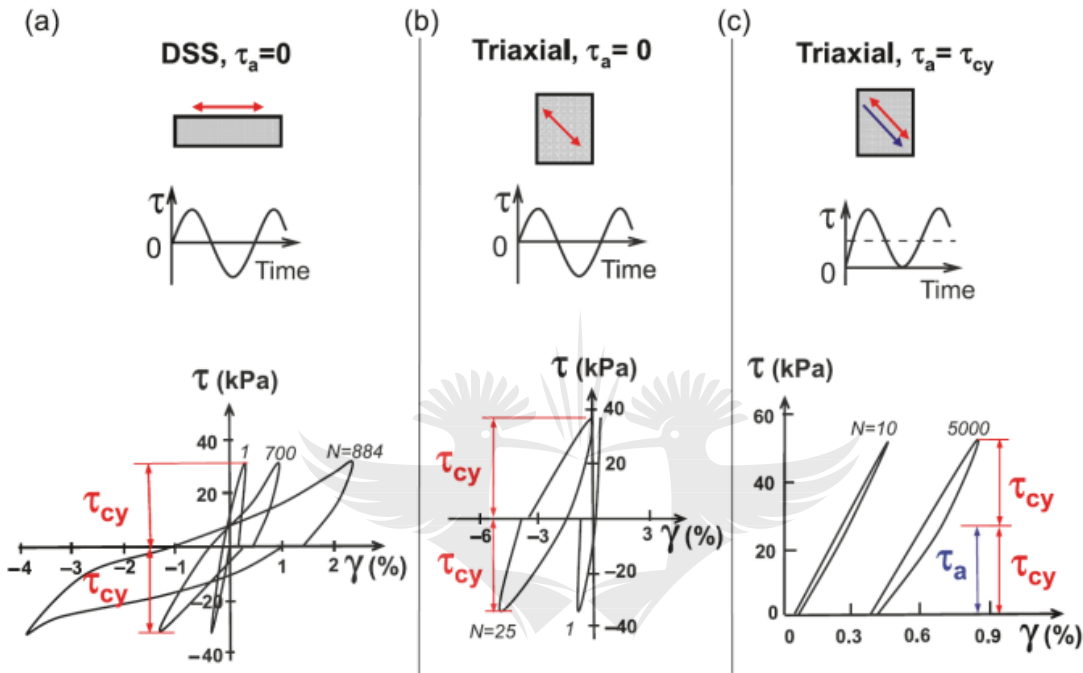 (a)
DSS, τa=0
τ
0
Time
τ (kPa)
40
20
−20
−40
1
700
N=884
τcy
τcy
−4
−3
−2
−1
1
2
γ (%)
(b)
Triaxial, τa= 0
τ
0
Time
τ (kPa)
40
20
−20
−40
τcy
τcy
−6
−3
3
γ (%)
N=25
1
(c)
Triaxial, τa= τcy
τ
0
Time
τ (kPa)
60
40
20
0
N=10
5000
τcy
τa
τcy
0
0.3
0.6
0.9
γ (%)